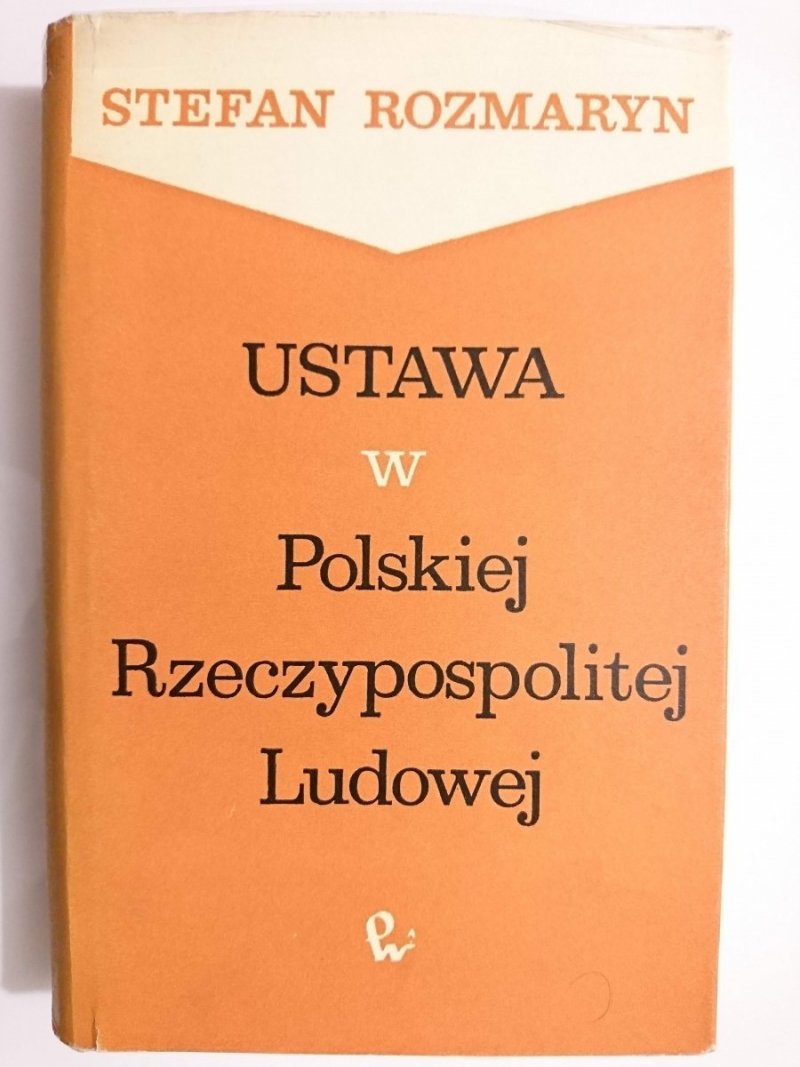 STEFAN ROZMARYN
USTAWA
w
Polskiej
Rzeczypospolitej
Ludowej